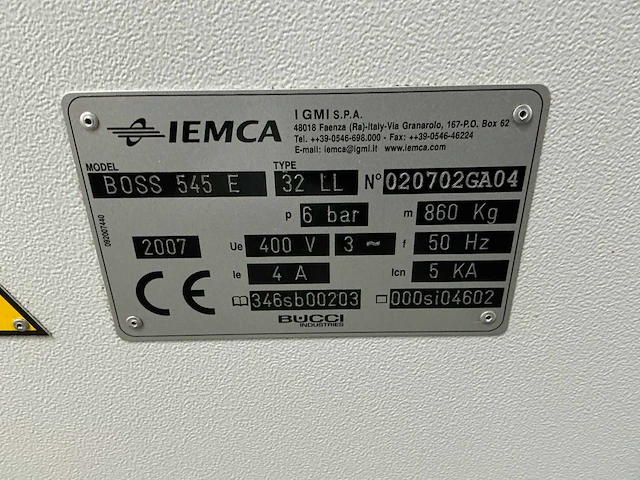 IEMCA
I GMI S.P.A.
48018 Faenza (Ra)-Italy-Via Granarolo, 167-P.O. Box 62
Tel. ++39-0546-698.000 - Fax: ++39-0546-46224
E-mail: iemca@igmi.it www.iemca.com
MODEL TYPE
BOSS 545 E 32 LL N° 020702GA04
p 6 bar m 860 Kg
2007 Ue 400 V 3 ~ f 50 Hz
CE Ie 4 A Icn 5 KA
346sb00203 000si04602
BUCCI
INDUSTRIES
092007440